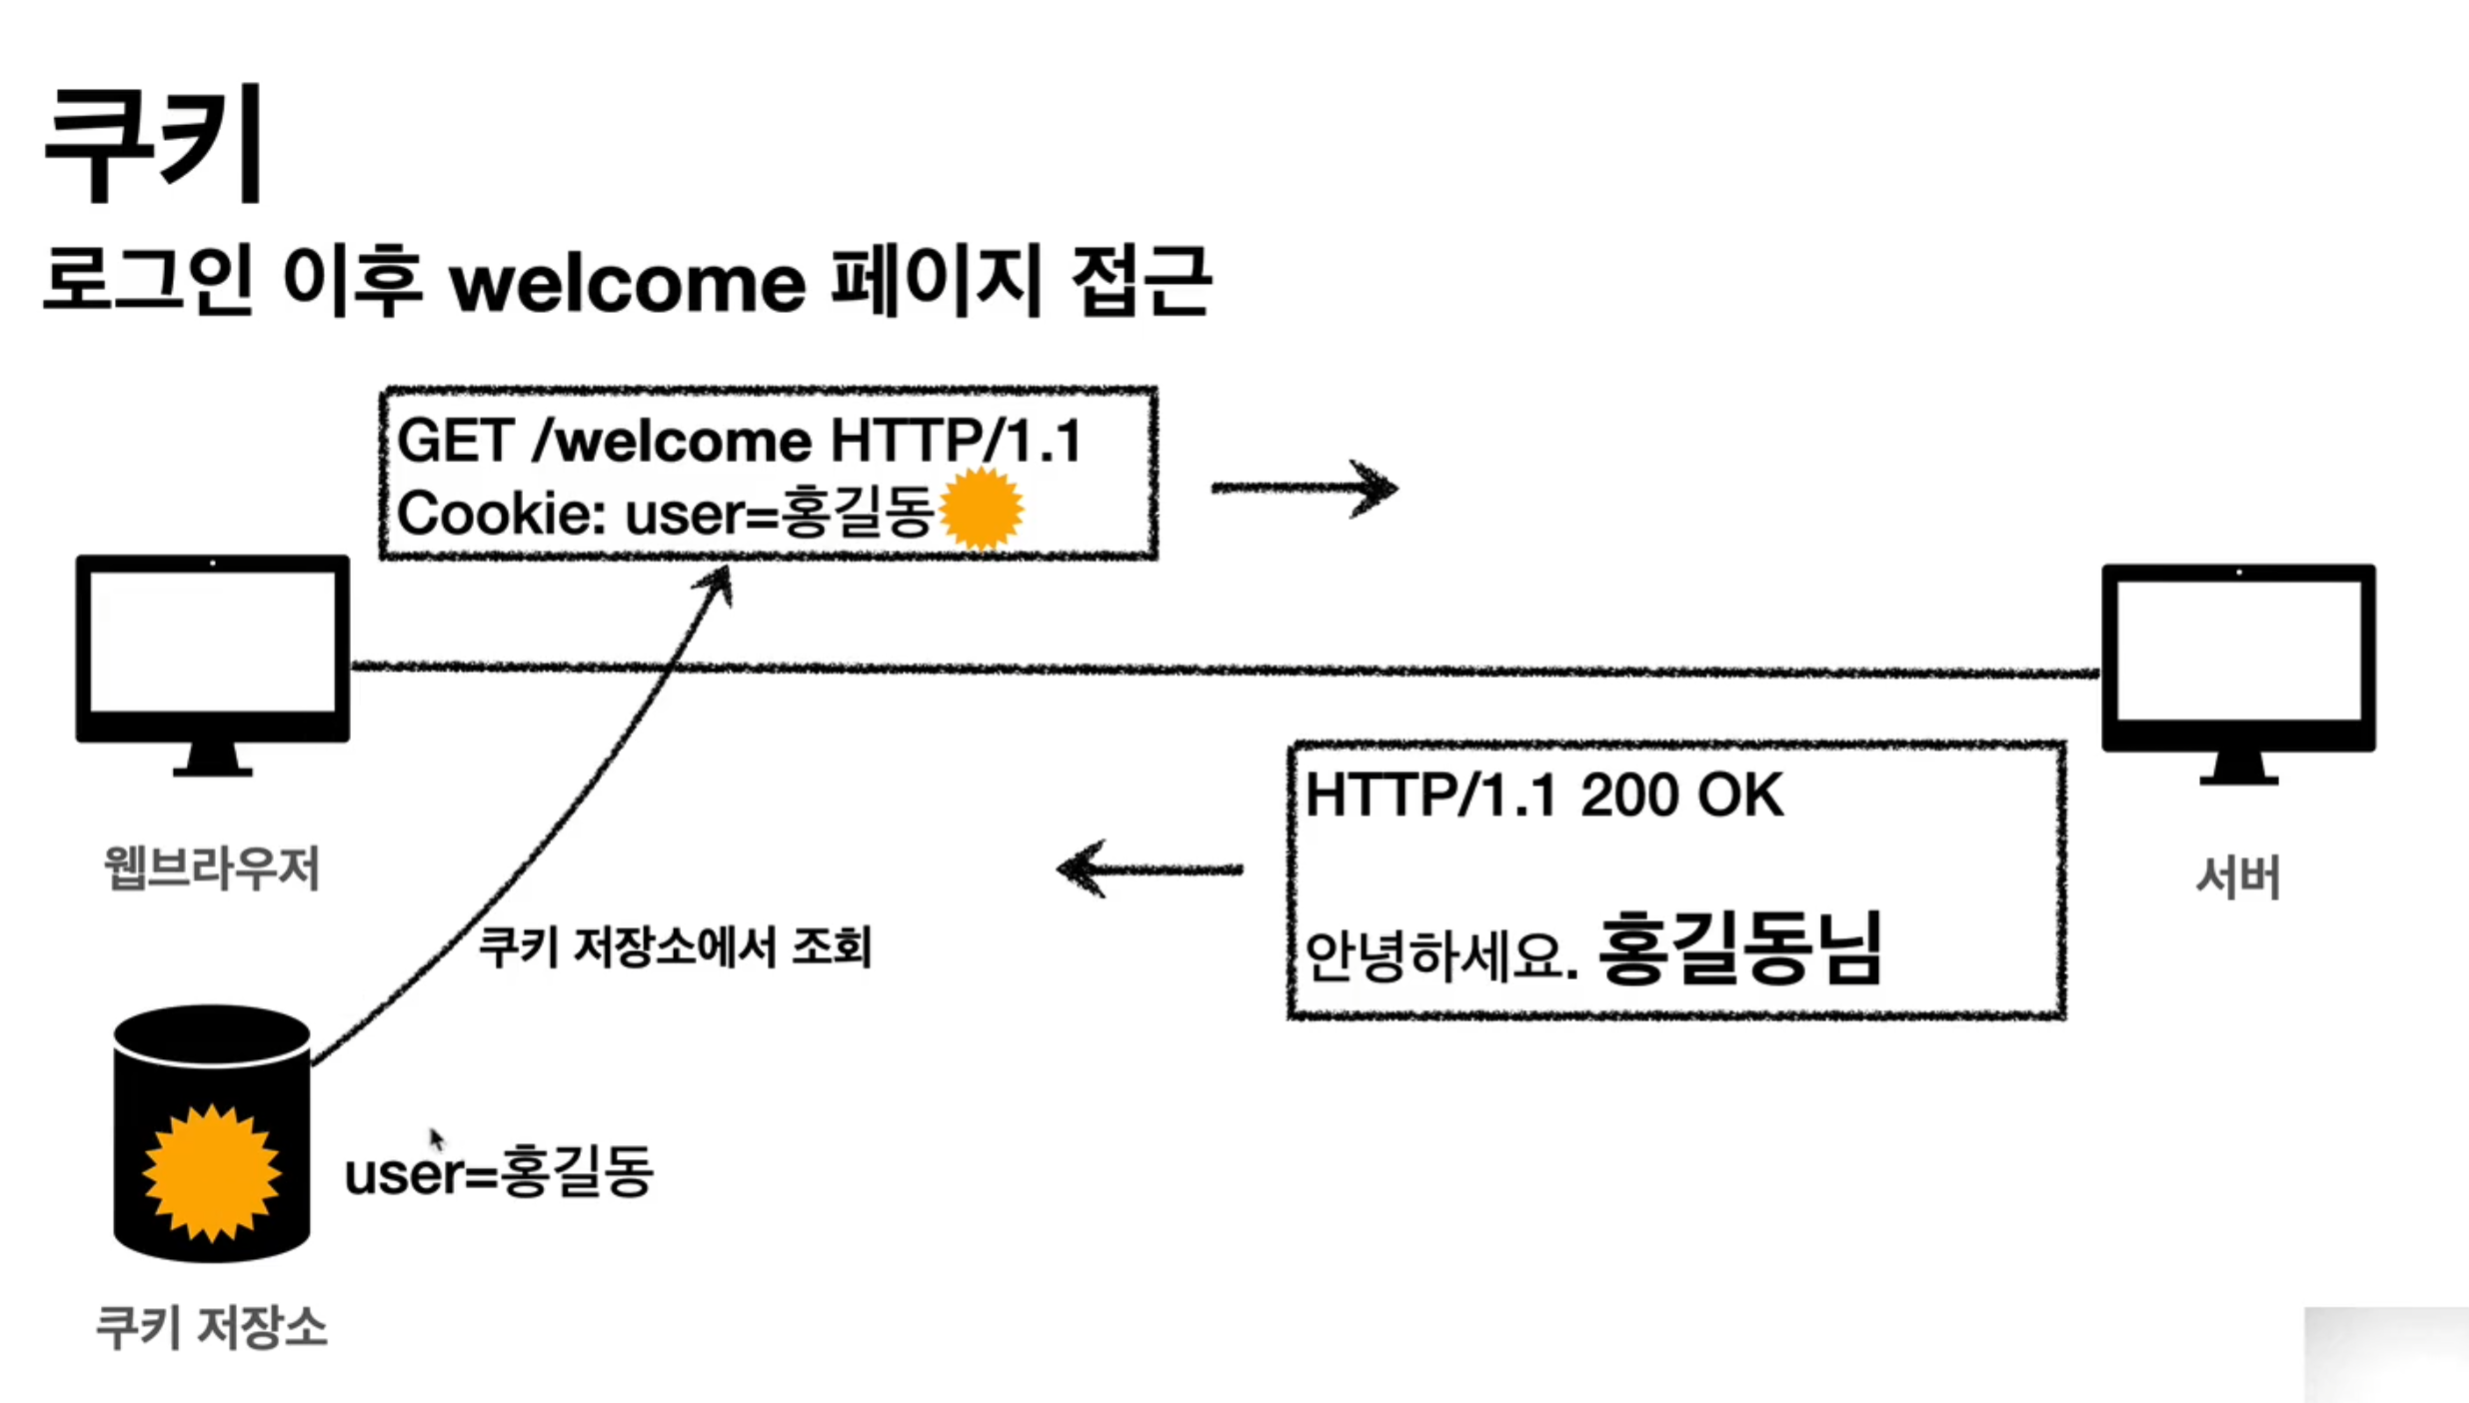 쿠키
로그인 이후 welcome 페이지 접근
GET /welcome HTTP/1.1
Cookie: user=홍길동
웹브라우저
서버
HTTP/1.1 200 OK
안녕하세요. 홍길동님
쿠키 저장소에서 조회
user=홍길동
쿠키 저장소